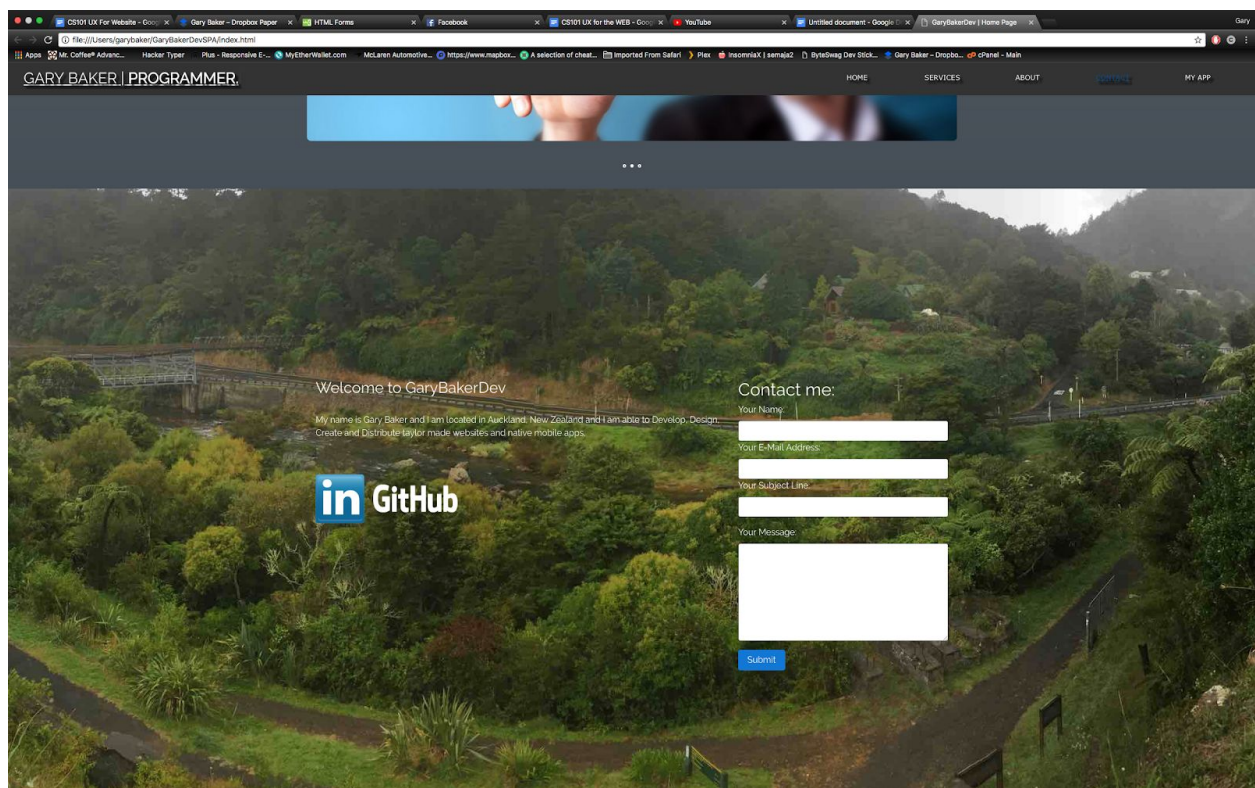 CS101 UX For Website - Goog
Gary Baker – Dropbox Paper
HTML Forms
Facebook
CS101 UX for the WEB - Goog
YouTube
Untitled document - Google D
GaryBakerDev | Home Page
Gary
file:///Users/garybaker/GaryBakerDevSPA/index.html
Apps Mr. Coffee® Advanc... Hacker Typer Plus - Responsive E-... MyEtherWallet.com McLaren Automotive... https://www.mapbox... A selection of cheat... Imported From Safari Plex InsomniaX | semaja2 ByteSwag Dev Stick... Gary Baker – Dropbo... cPanel - Main
GARY BAKER | PROGRAMMER.
HOME SERVICES ABOUT MY APP
Welcome to GaryBakerDev
My name is Gary Baker and I am located in Auckland, New Zealand and I am able to Develop, Design,
Create and Distribute taylor made websites and native mobile apps.
in GitHub
Contact me:
Your Name:
Your E-Mail Address:
Your Subject Line:
Your Message:
Submit